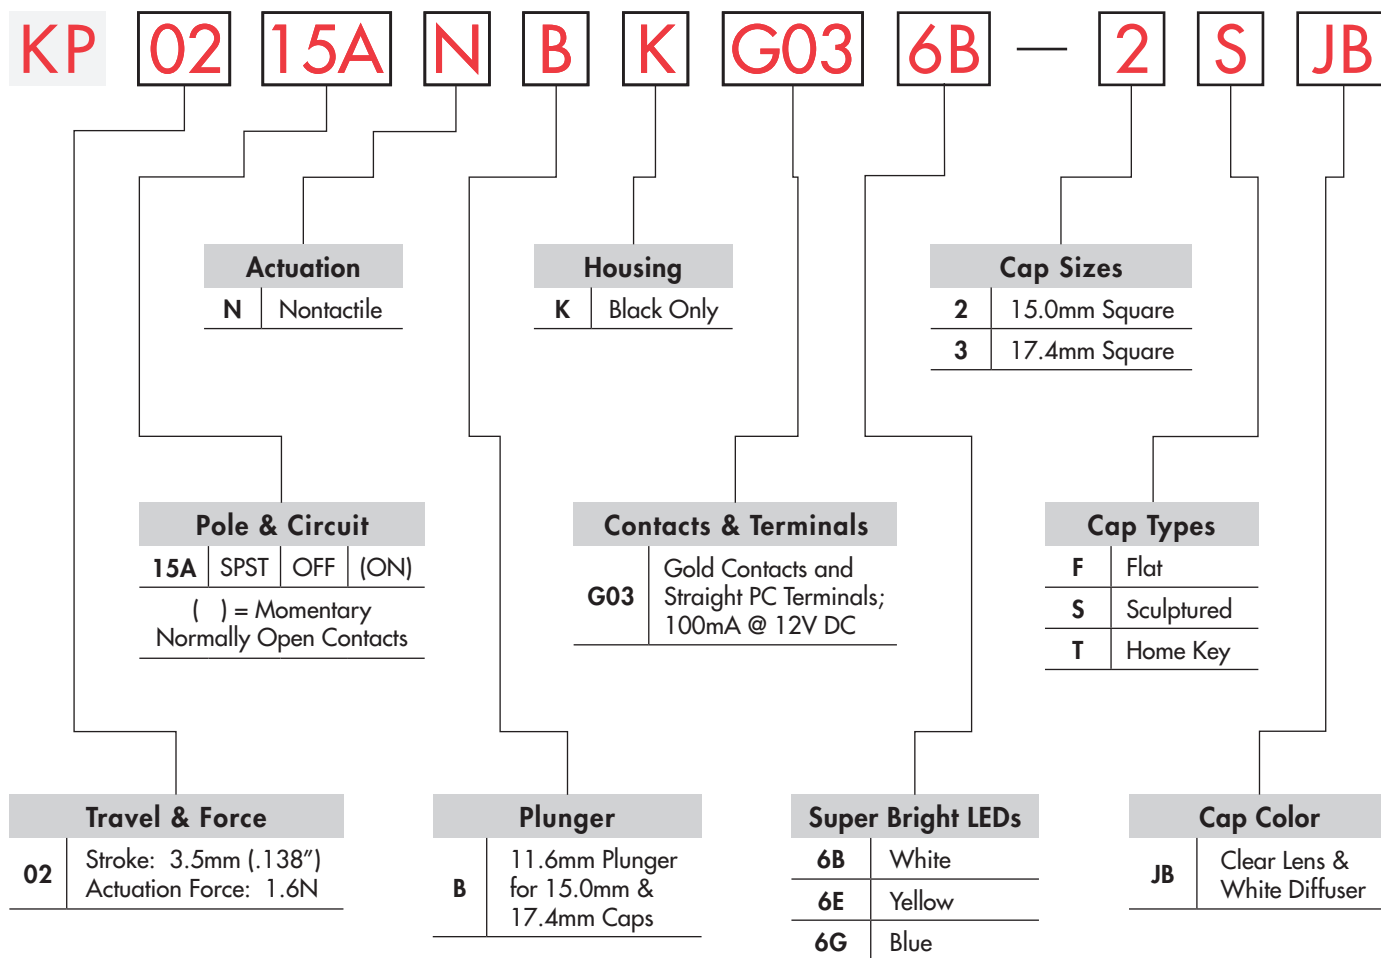 KP 02 15A N B K G03 6B — 2 S JB
Actuation
N Nontactile
Housing
K Black Only
Cap Sizes
2 15.0mm Square
3 17.4mm Square
Pole & Circuit
15A SPST OFF (ON)
( ) = Momentary
Normally Open Contacts
Contacts & Terminals
G03 Gold Contacts and
Straight PC Terminals;
100mA @ 12V DC
Cap Types
F Flat
S Sculptured
T Home Key
Travel & Force
02 Stroke: 3.5mm (.138″)
Actuation Force: 1.6N
Plunger
B 11.6mm Plunger
for 15.0mm &
17.4mm Caps
Super Bright LEDs
6B White
6E Yellow
6G Blue
Cap Color
JB Clear Lens &
White Diffuser